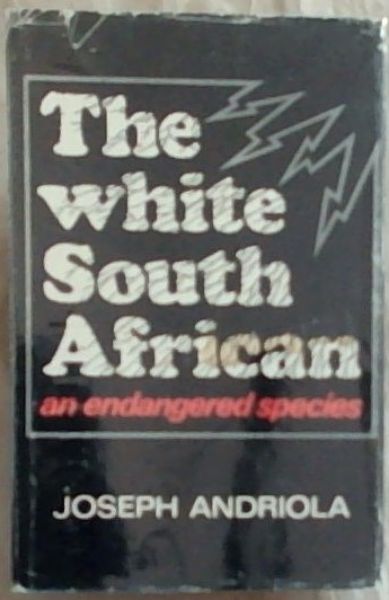 The
white
South
African
an endangered species
JOSEPH ANDRIOLA